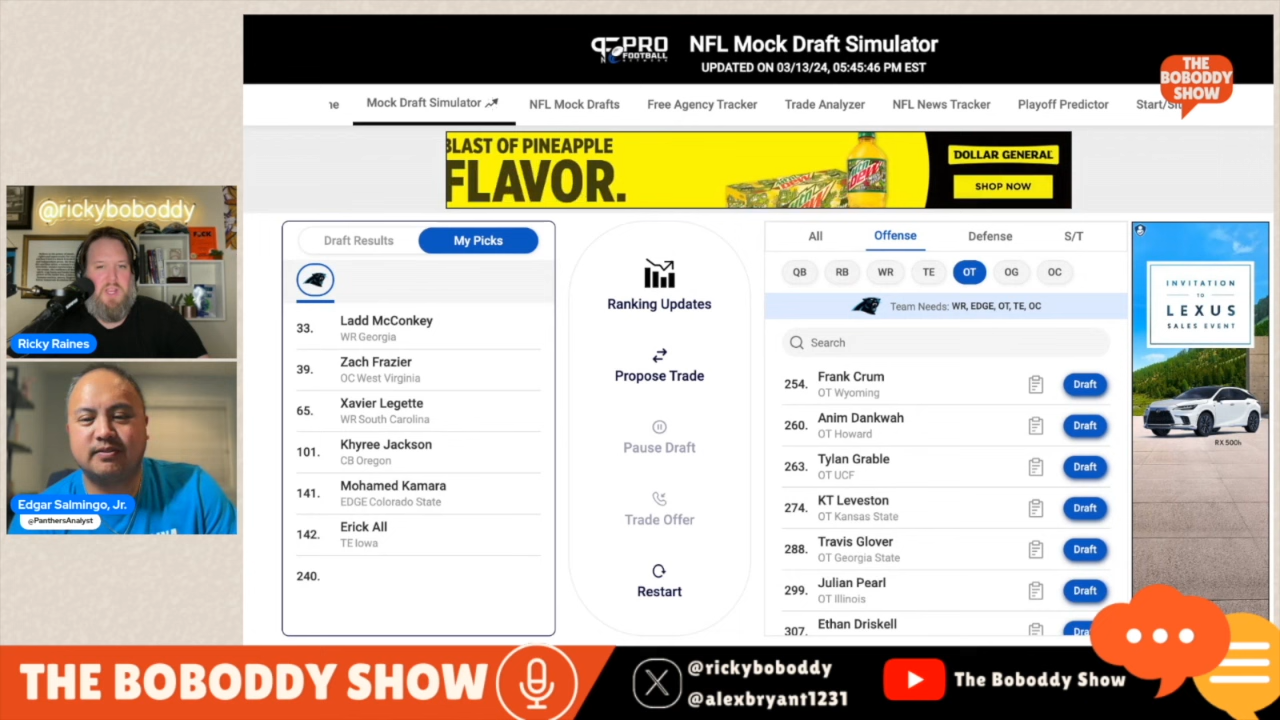 PRO
FOOTBALL
NETWORK
NFL Mock Draft Simulator
UPDATED ON 03/13/24, 05:45:46 PM EST
THE
BOBODDY
SHOW
Mock Draft Simulator
NFL Mock Drafts
Free Agency Tracker
Trade Analyzer
NFL News Tracker
Playoff Predictor
BLAST OF PINEAPPLE
FLAVOR.
DOLLAR GENERAL
SHOP NOW
@rickyboboddy
Ricky Raines
Edgar Salmingo, Jr.
@PanthersAnalyst
Draft Results
My Picks
33. Ladd McConkey
WR Georgia
39. Zach Frazier
OC West Virginia
65. Xavier Legette
WR South Carolina
101. Khyree Jackson
CB Oregon
141. Mohamed Kamara
EDGE Colorado State
142. Erick All
TE Iowa
240.
Ranking Updates
Propose Trade
Pause Draft
Trade Offer
Restart
All Offense Defense S/T
QB RB WR TE OT OG OC
Team Needs: WR, EDGE, OT, TE, OC
Search
254. Frank Crum Draft
OT Wyoming
260. Anim Dankwah Draft
OT Howard
263. Tylan Grable Draft
OT UCF
274. KT Leveston Draft
OT Kansas State
288. Travis Glover Draft
OT Georgia State
299. Julian Pearl Draft
OT Illinois
307. Ethan Driskell
INVITATION
TO
LEXUS
SALES EVENT
RX 500h
THE BOBODDY SHOW
@rickyboboddy
@alexbryant1231
The Boboddy Show